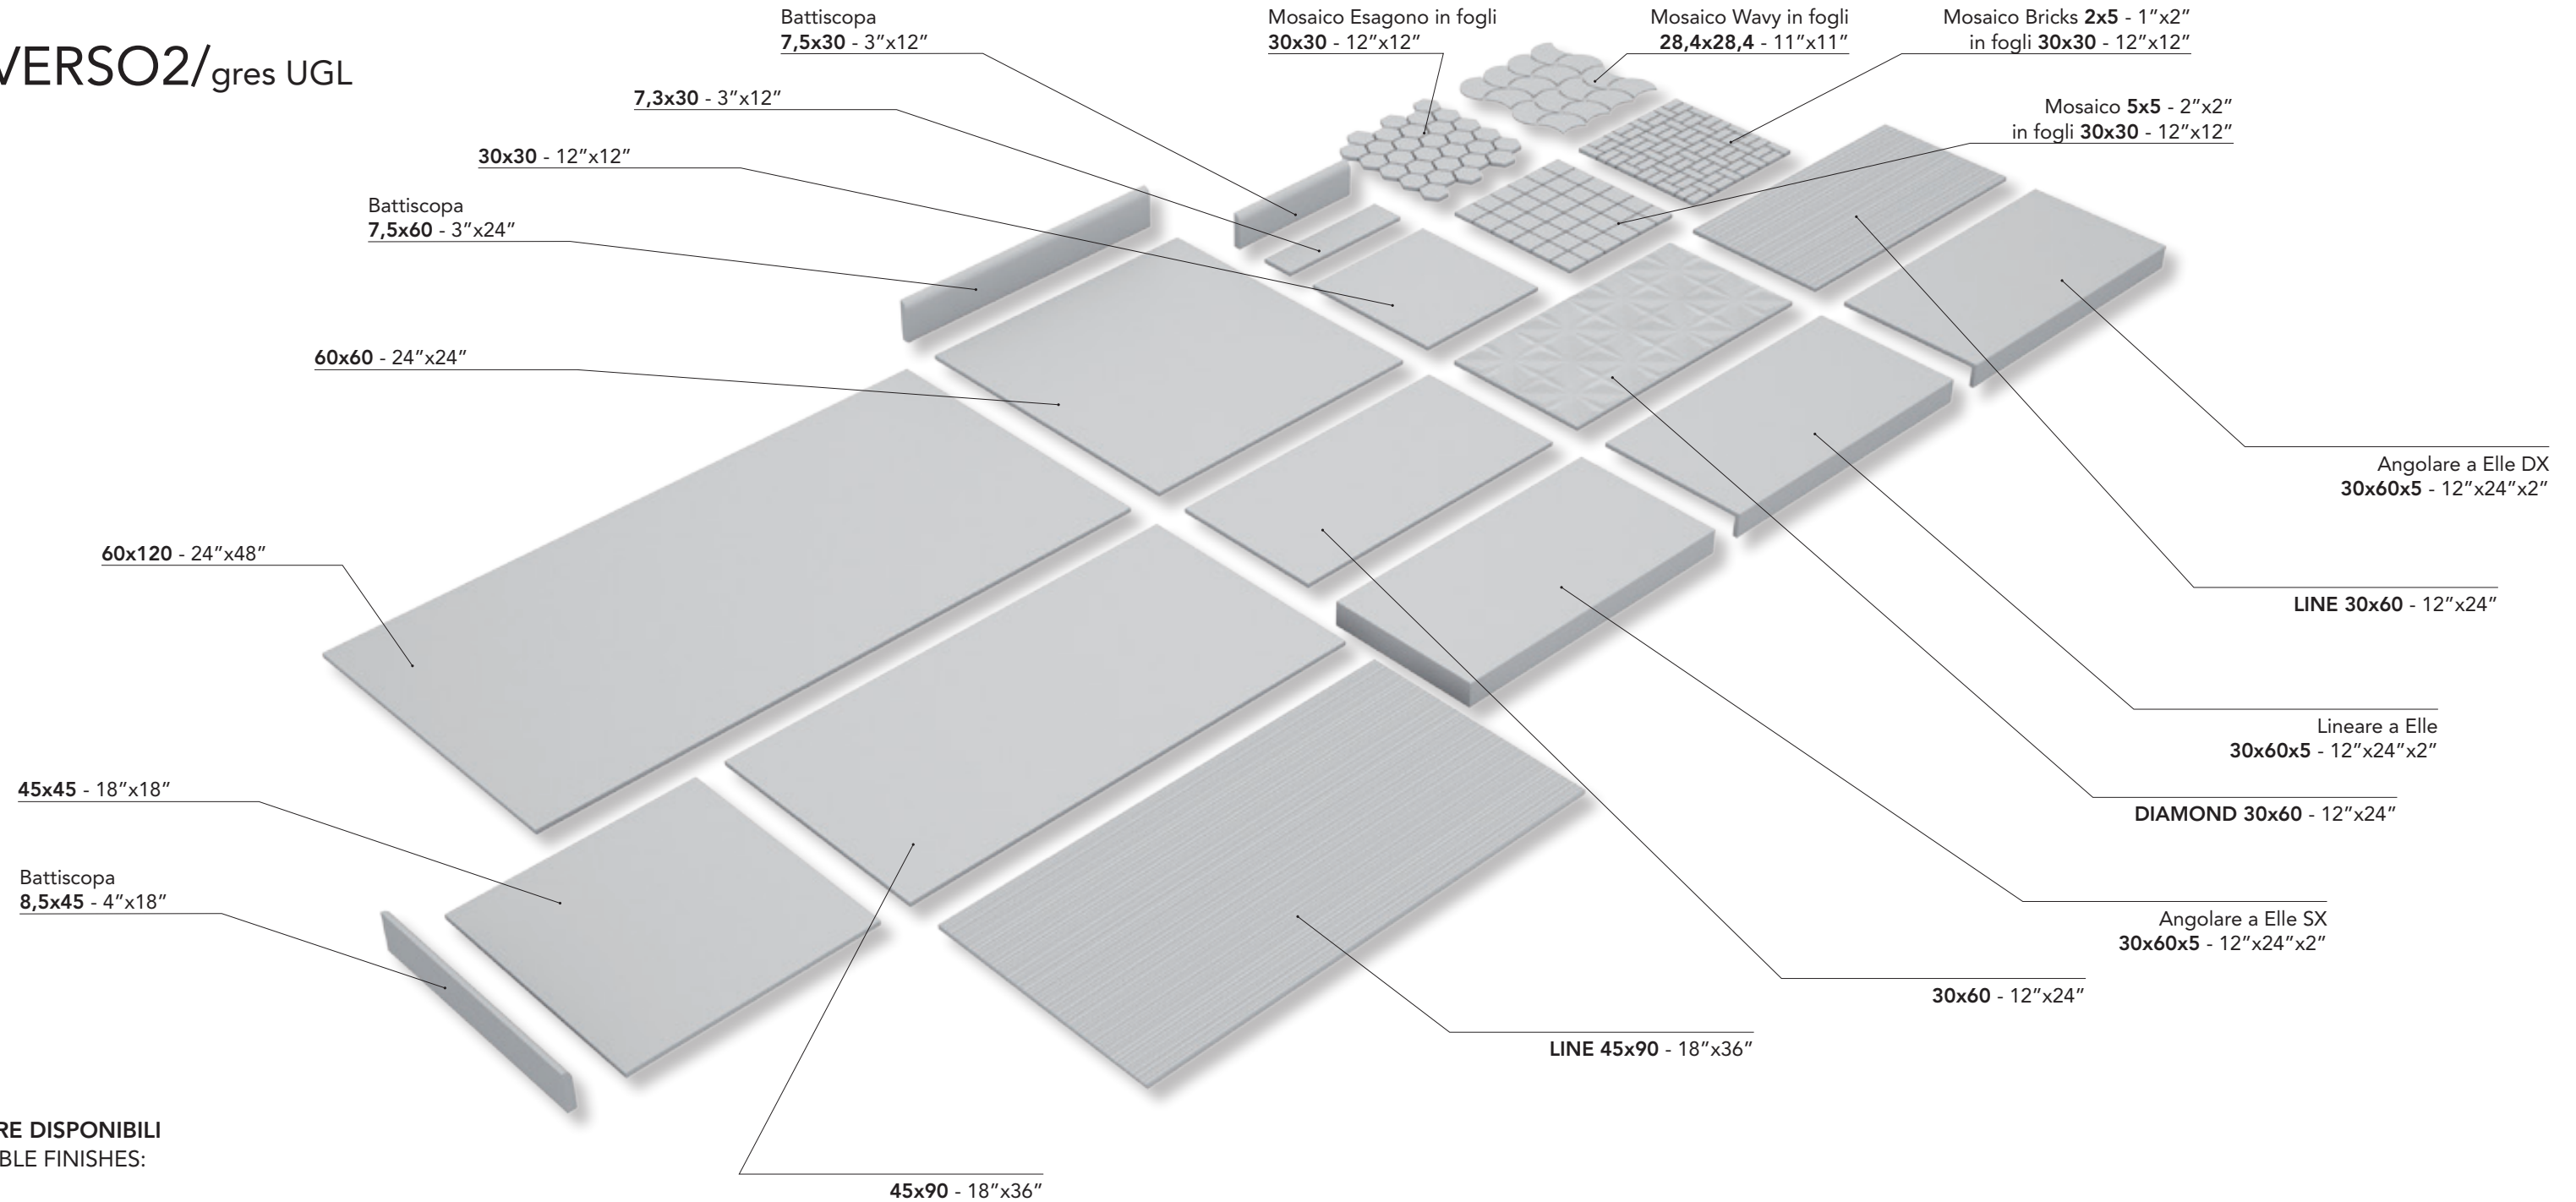 VERSO2/gres UGL
Battiscopa
7,5x30 - 3”x12”
Mosaico Esagono in fogli
30x30 - 12”x12”
Mosaico Wavy in fogli
28,4x28,4 - 11”x11”
Mosaico Bricks 2x5 - 1”x2”
in fogli 30x30 - 12”x12”
7,3x30 - 3”x12”
Mosaico 5x5 - 2”x2”
in fogli 30x30 - 12”x12”
30x30 - 12”x12”
Battiscopa
7,5x60 - 3”x24”
60x60 - 24”x24”
Angolare a Elle DX
30x60x5 - 12”x24”x2”
60x120 - 24”x48”
LINE 30x60 - 12”x24”
Lineare a Elle
30x60x5 - 12”x24”x2”
45x45 - 18”x18”
DIAMOND 30x60 - 12”x24”
Battiscopa
8,5x45 - 4”x18”
Angolare a Elle SX
30x60x5 - 12”x24”x2”
30x60 - 12”x24”
LINE 45x90 - 18”x36”
RE DISPONIBILI
BLE FINISHES:
45x90 - 18”x36”